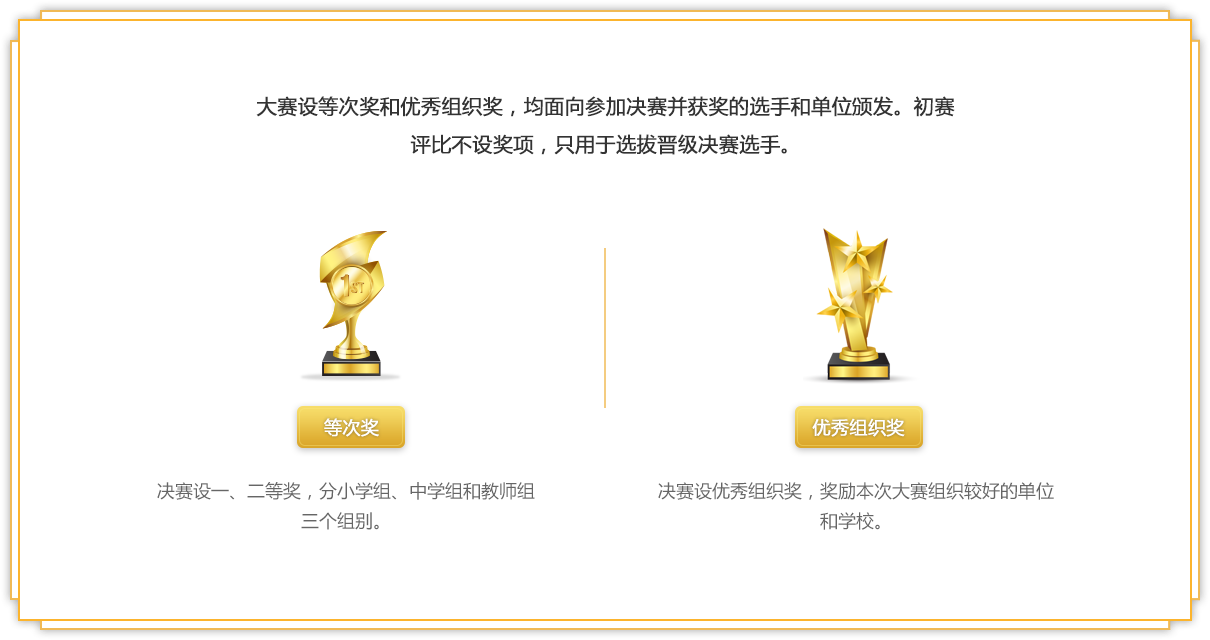 大赛设等次奖和优秀组织奖，均面向参加决赛并获奖的选手和单位颁发。初赛
评比不设奖项，只用于选拔晋级决赛选手。
1ST
等次奖
决赛设一、二等奖，分小学组、中学组和教师组
三个组别。
优秀组织奖
决赛设优秀组织奖，奖励本次大赛组织较好的单位
和学校。